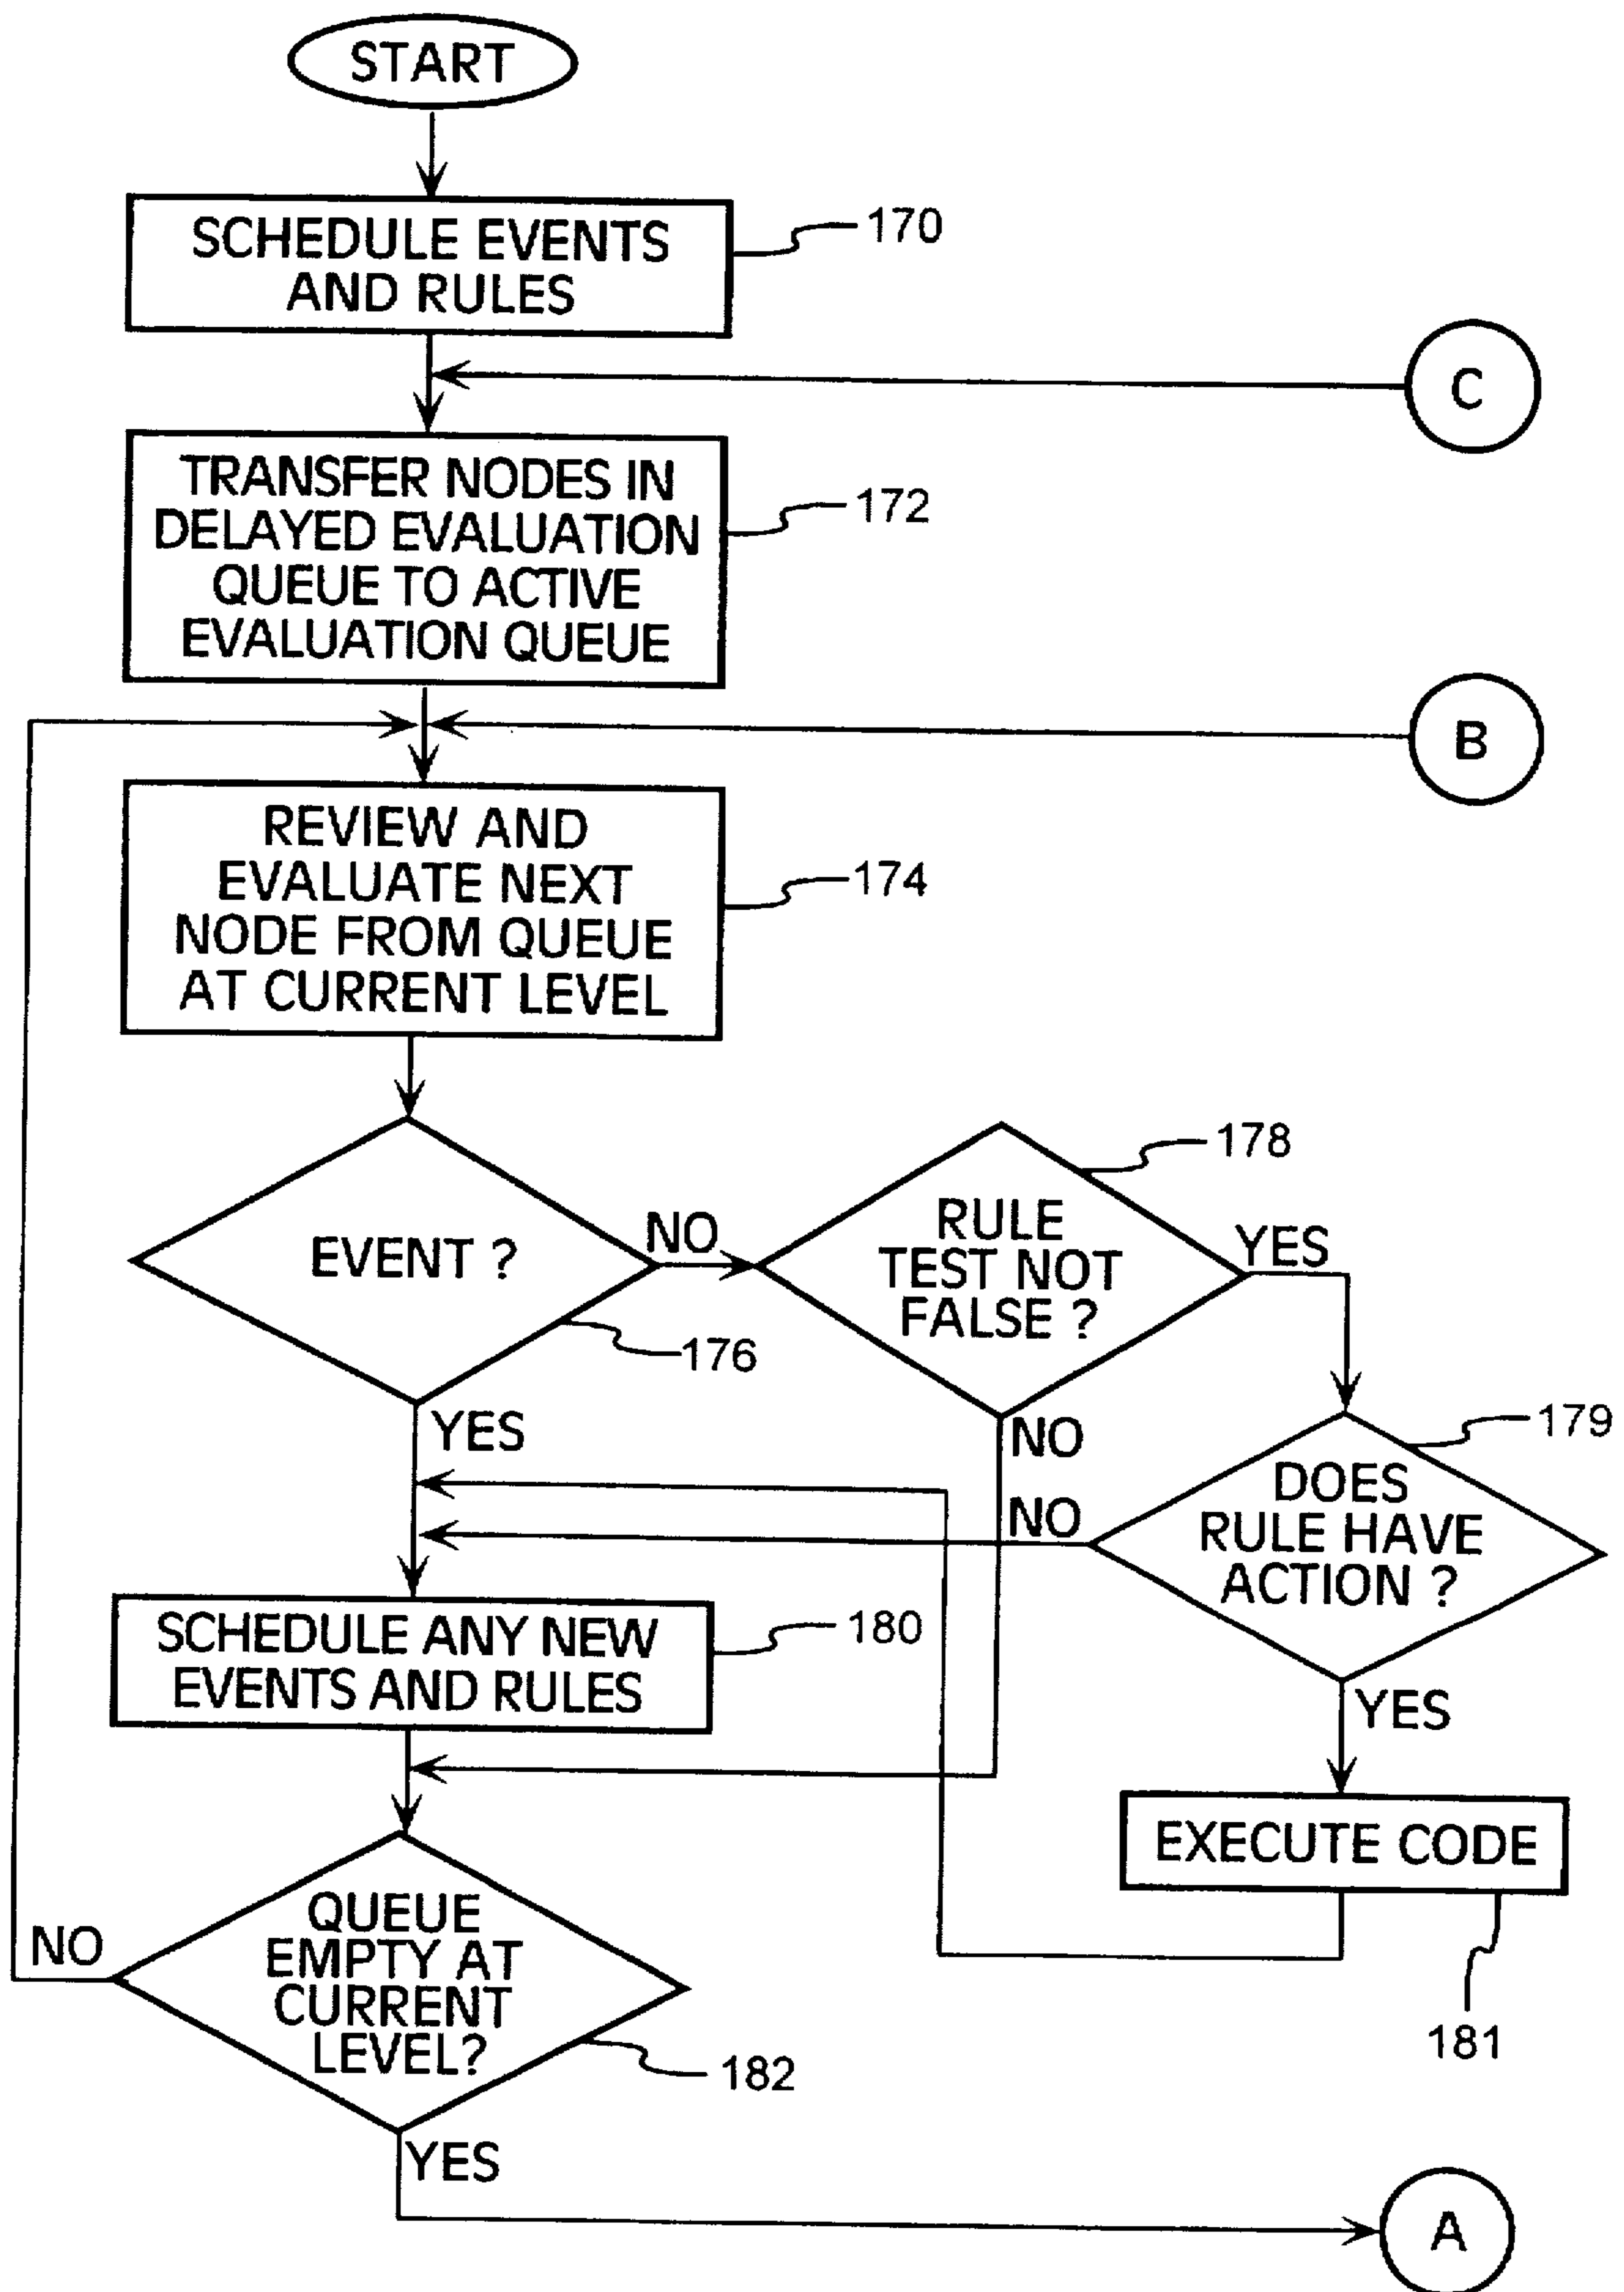 START
SCHEDULE EVENTS
AND RULES
170
C
TRANSFER NODES IN
DELAYED EVALUATION
QUEUE TO ACTIVE
EVALUATION QUEUE
172
B
REVIEW AND
EVALUATE NEXT
NODE FROM QUEUE
AT CURRENT LEVEL
174
EVENT ?
176
NO
RULE
TEST NOT
FALSE ?
178
YES
YES
NO
DOES
RULE HAVE
ACTION ?
179
NO
SCHEDULE ANY NEW
EVENTS AND RULES
180
YES
EXECUTE CODE
181
QUEUE
EMPTY AT
CURRENT
LEVEL?
182
NO
YES
A